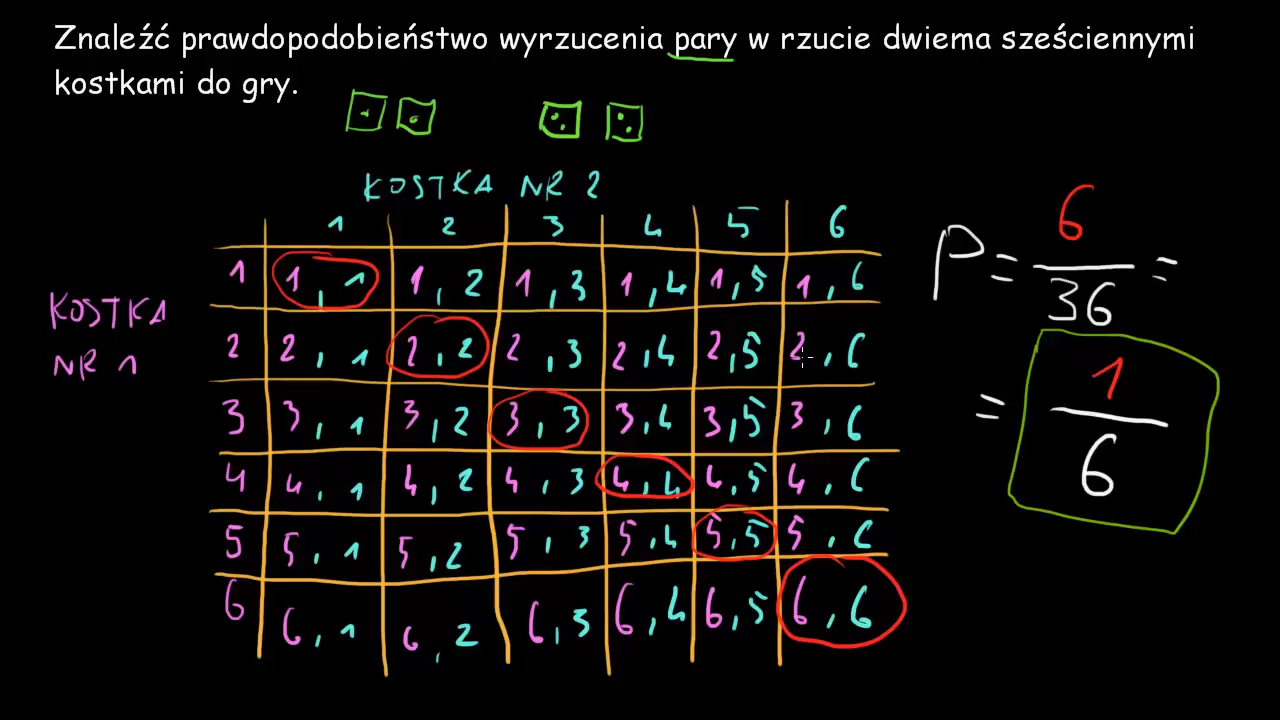 Znaleźć prawdopodobieństwo wyrzucenia pary w rzucie dwiema sześciennymi
kostkami do gry.
KOSTKA NR 2
1 2 3 4 5 6
KOSTKA
NR 1
1 1,1 1,2 1,3 1,4 1,5 1,6
2 2,1 2,2 2,3 2,4 2,5 2,6
3 3,1 3,2 3,3 3,4 3,5 3,6
4 4,1 4,2 4,3 4,4 4,5 4,6
5 5,1 5,2 5,3 5,4 5,5 5,6
6 6,1 6,2 6,3 6,4 6,5 6,6
P = 6/36 =
= 1/6